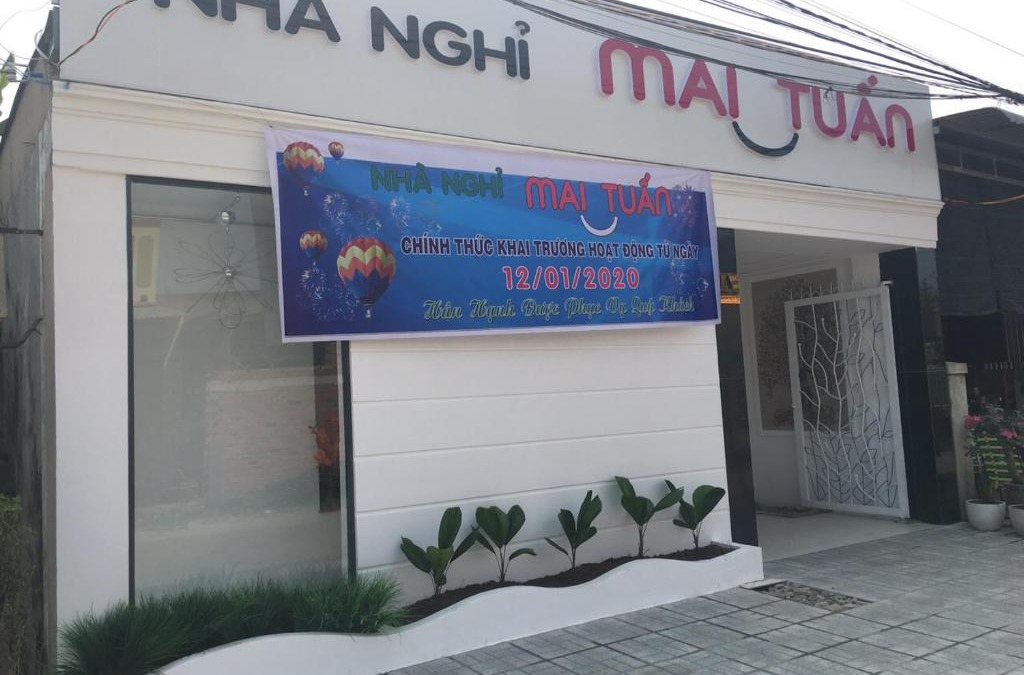 NHÀ NGHỈ MAI TUẤN
NHÀ NGHỈ MAI TUẤN
CHÍNH THỨC KHAI TRƯƠNG HOẠT ĐỘNG TỪ NGÀY
12/01/2020
Hân Hạnh Được Phục Vụ Quý Khách